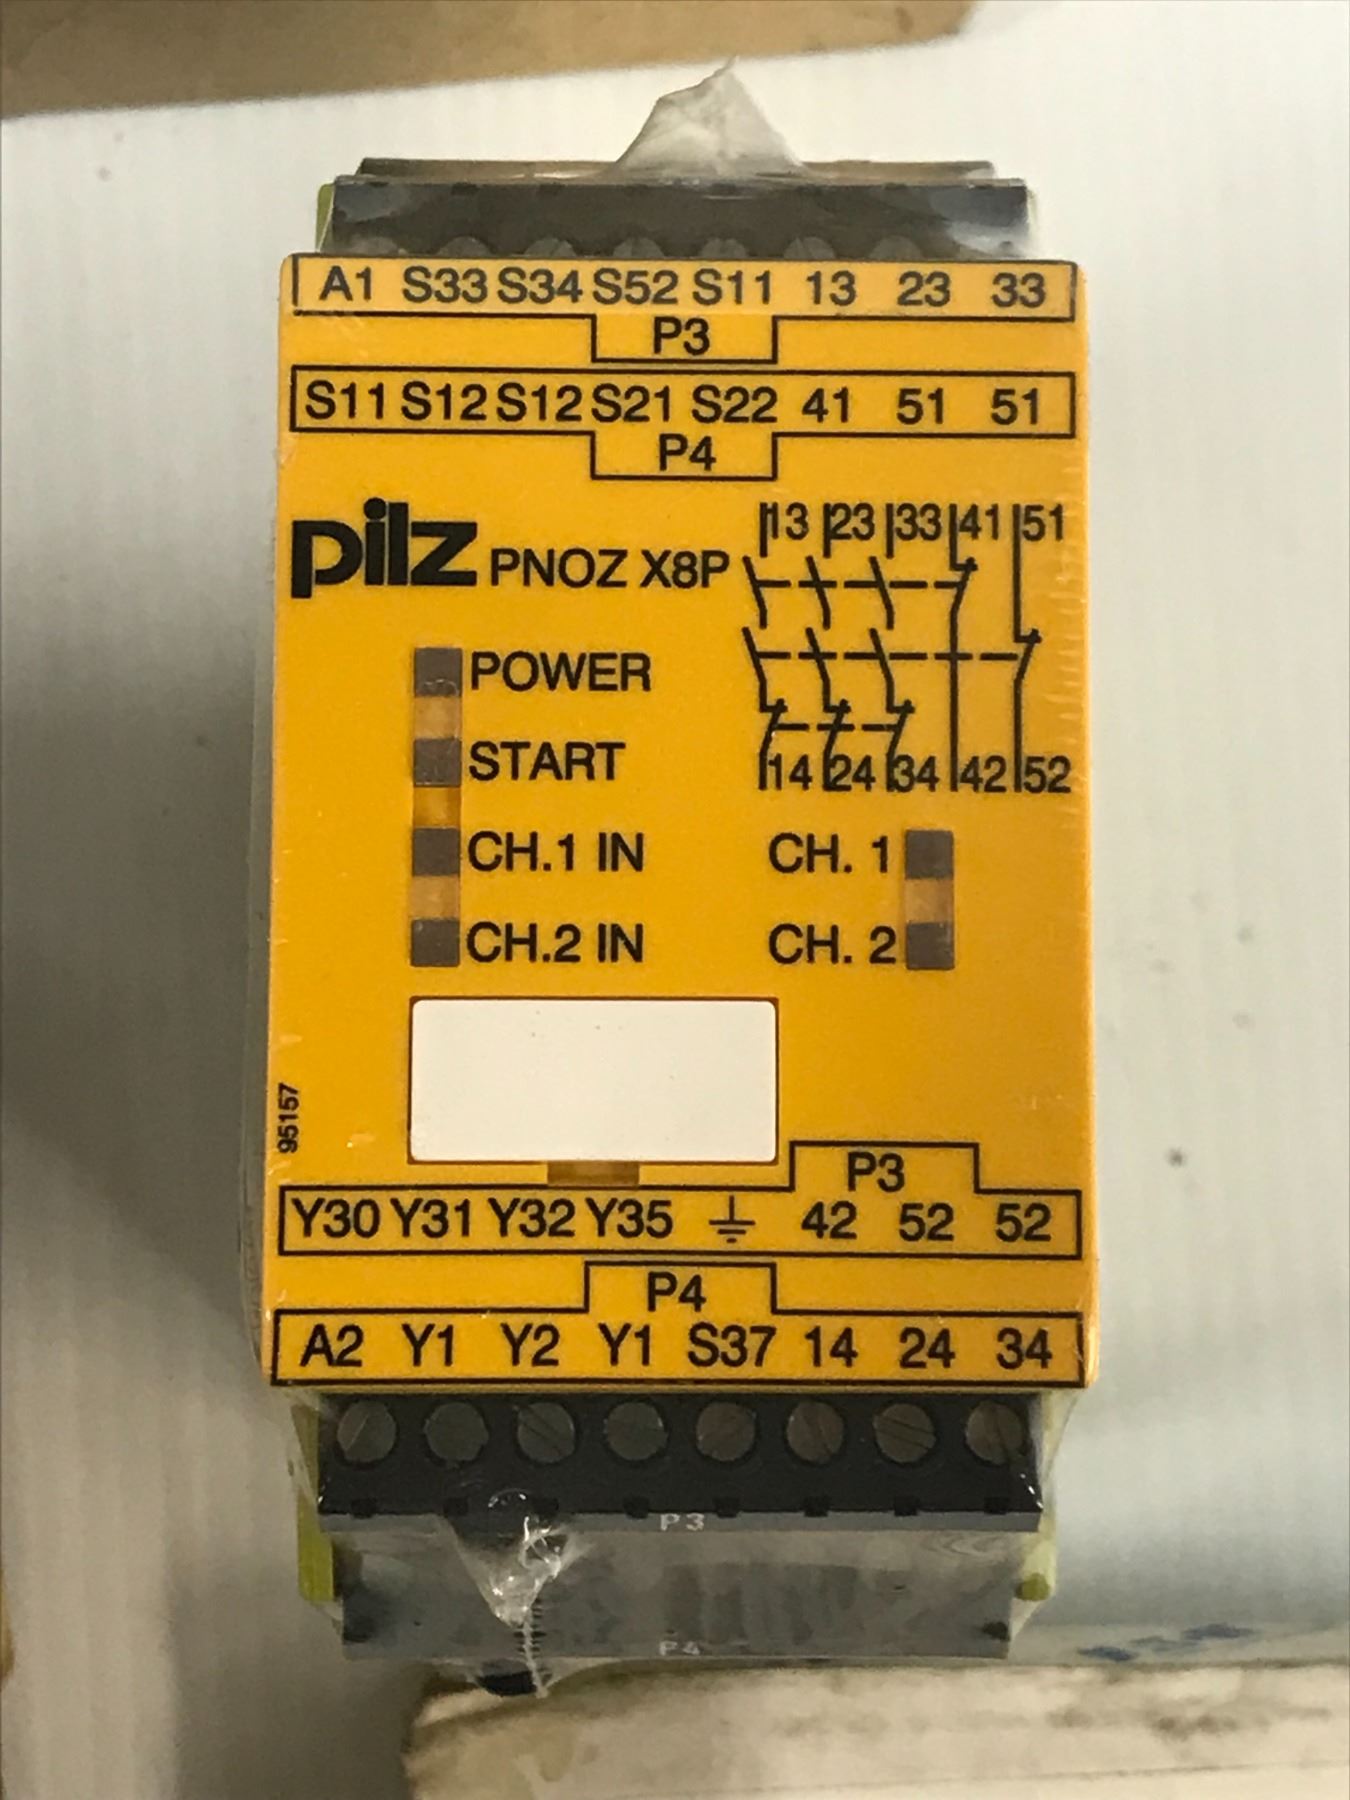 A1 S33 S34 S52 S11 13 23 33
P3
S11 S12 S12 S21 S22 41 51 51
P4
pilz PNOZ X8P
13 23 33 41 51
14 24 34 42 52
POWER
START
CH.1 IN
CH. 1
CH.2 IN
CH. 2
95157
P3
Y30 Y31 Y32 Y35 42 52 52
P4
A2 Y1 Y2 Y1 S37 14 24 34
P3
P4